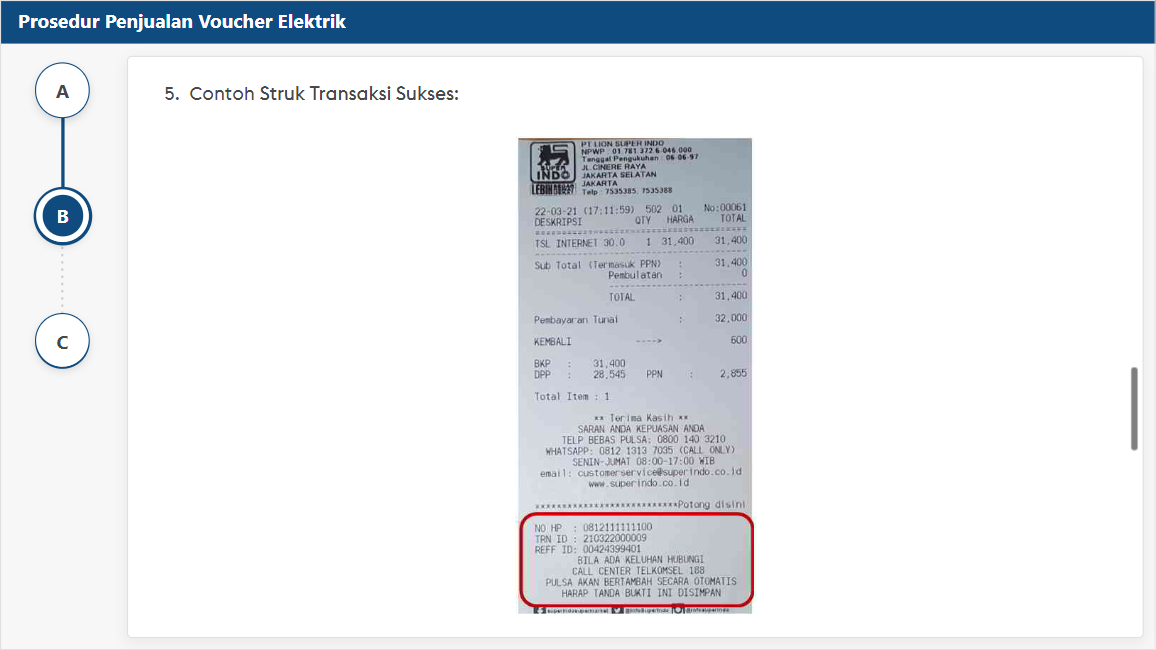 Prosedur Penjualan Voucher Elektrik
A
B
C
5. Contoh Struk Transaksi Sukses:
SUPER
INDO
PT LION SUPER INDO
NPWP : 01.781.372.6-046.000
Tanggal Pengukuhan : 06-06-97
JL.CINERE RAYA
JAKARTA SELATAN
JAKARTA
Telp : 7535385, 7535388
22-03-21 (17:11:59) 502 01 No:00061
DESKRIPSI QTY HARGA TOTAL
TSL INTERNET 30.0 1 31,400 31,400
Sub Total (Termasuk PPN) : 31,400
Pembulatan : 0
TOTAL : 31,400
Pembayaran Tunai : 32,000
KEMBALI ----> 600
BKP : 31,400
DPP : 28,545 PPN : 2,855
Total Item : 1
** Terima Kasih **
SARAN ANDA KEPUASAN ANDA
TELP BEBAS PULSA: 0800 140 3210
WHATSAPP: 0812 1313 7035 (CALL ONLY)
SENIN-JUMAT 08:00-17:00 WIB
email: customerservice@superindo.co.id
www.superindo.co.id
**************************Potong disini
NO HP : 0812111111100
TRN ID : 210322000009
REFF ID: 00424399401
BILA ADA KELUHAN HUBUNGI
CALL CENTER TELKOMSEL 188
PULSA AKAN BERTAMBAH SECARA OTOMATIS
HARAP TANDA BUKTI INI DISIMPAN